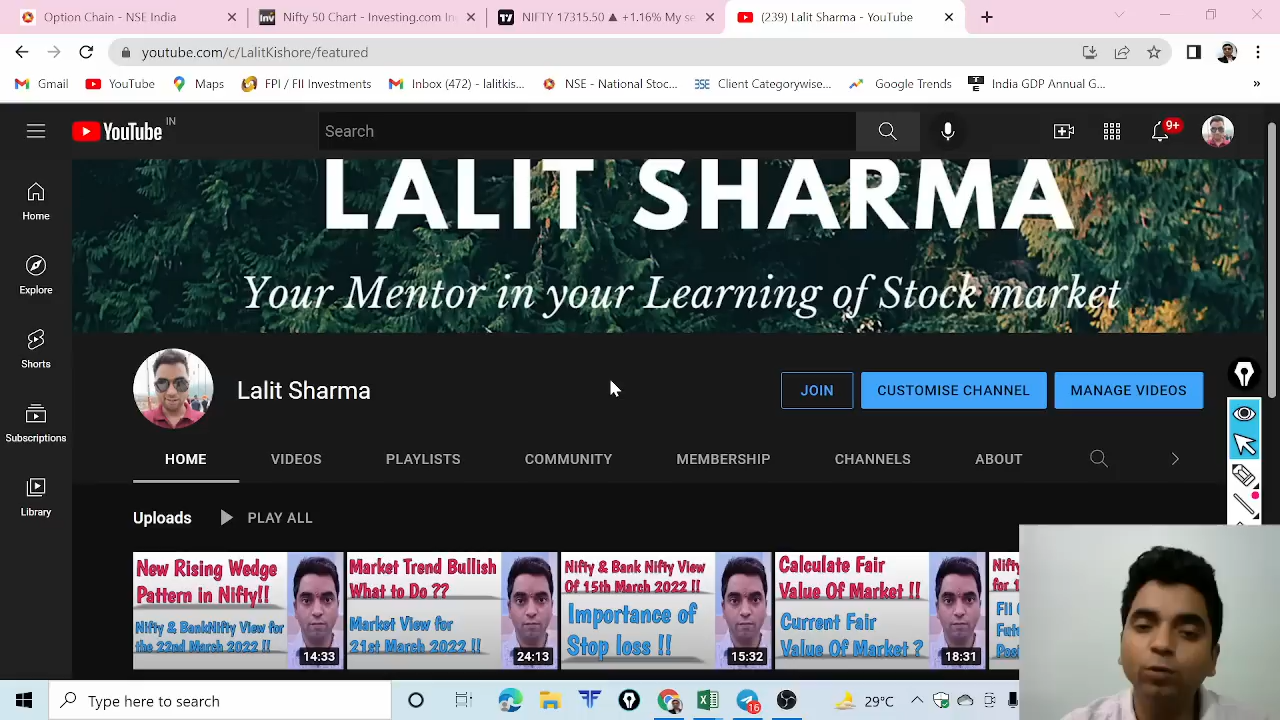 Option Chain - NSE India
Nifty 50 Chart - Investing.com In
NIFTY 17315.50 ▲ +1.16% My se
(239) Lalit Sharma - YouTube
youtube.com/c/LalitKishore/featured
Gmail
YouTube
Maps
FPI / FII Investments
Inbox (472) - lalitkis...
NSE - National Stoc...
Client Categorywise...
Google Trends
India GDP Annual G...
YouTube IN
Search
9+
LALIT SHARMA
Your Mentor in your Learning of Stock market
Home
Explore
Shorts
Subscriptions
Library
Lalit Sharma
JOIN
CUSTOMISE CHANNEL
MANAGE VIDEOS
HOME
VIDEOS
PLAYLISTS
COMMUNITY
MEMBERSHIP
CHANNELS
ABOUT
Uploads
PLAY ALL
New Rising Wedge
Pattern in Nifty!!
Nifty & BankNifty View for
the 22nd March 2022 !!
14:33
Market Trend Bullish
What to Do ??
Market View for
21st March 2022 !!
24:13
Nifty & Bank Nifty View
Of 15th March 2022 !!
Importance of
Stop loss !!
15:32
Calculate Fair
Value Of Market !!
Current Fair
Value Of Market ?
18:31
Type here to search
16
29°C